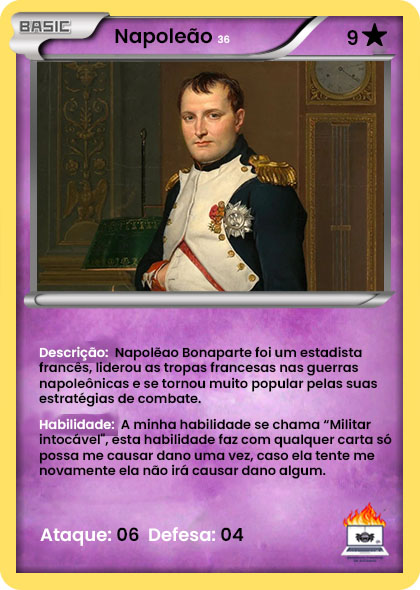 BASIC
Napoleão 36
9
Descrição: Napolẽao Bonaparte foi um estadista
francês, liderou as tropas francesas nas guerras
napoleônicas e se tornou muito popular pelas suas
estratégias de combate.
Habilidade: A minha habilidade se chama “Militar
intocável", esta habilidade faz com qualquer carta só
possa me causar dano uma vez, caso ela tente me
novamente ela não irá causar dano algum.
Ataque: 06 Defesa: 04